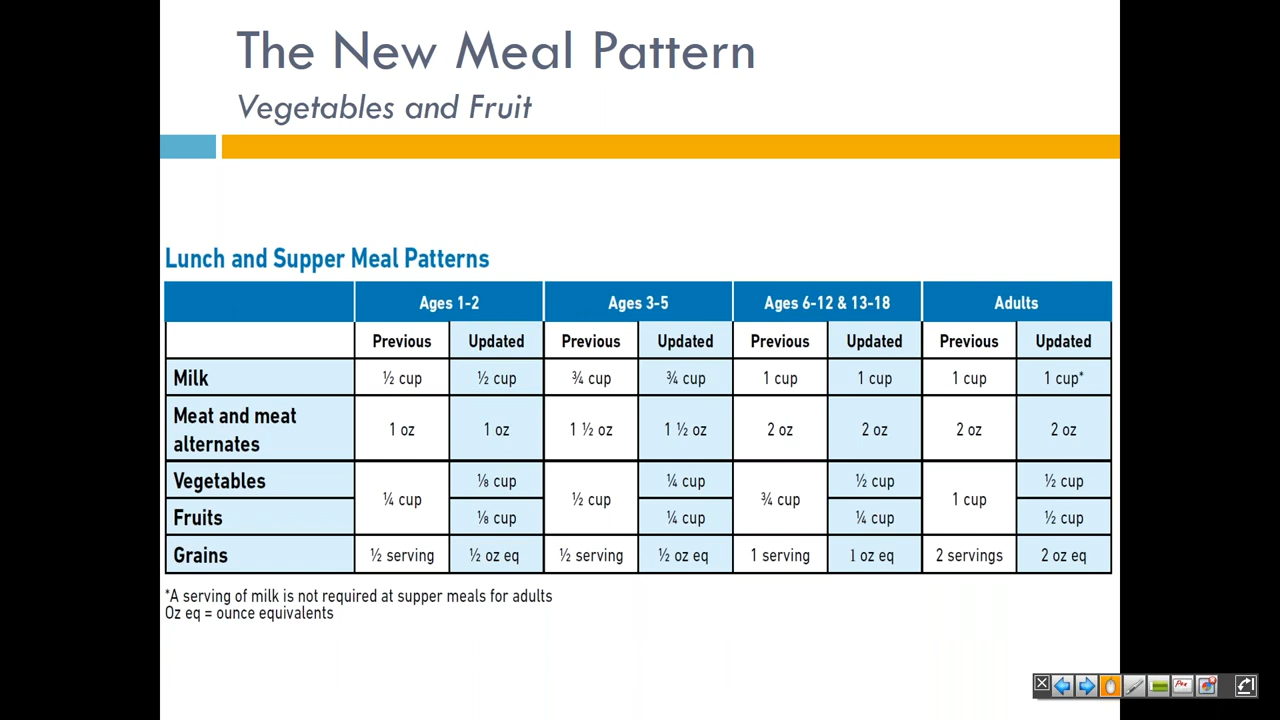 The New Meal Pattern
Vegetables and Fruit
Lunch and Supper Meal Patterns
Ages 1-2 Ages 3-5 Ages 6-12 & 13-18 Adults
Previous Updated Previous Updated Previous Updated Previous Updated
Milk ½ cup ½ cup ¾ cup ¾ cup 1 cup 1 cup 1 cup 1 cup*
Meat and meat alternates 1 oz 1 oz 1 ½ oz 1 ½ oz 2 oz 2 oz 2 oz 2 oz
Vegetables ¼ cup ⅛ cup ½ cup ¼ cup ¾ cup ½ cup 1 cup ½ cup
Fruits ⅛ cup ¼ cup ¼ cup ½ cup
Grains ½ serving ½ oz eq ½ serving ½ oz eq 1 serving 1 oz eq 2 servings 2 oz eq
*A serving of milk is not required at supper meals for adults
Oz eq = ounce equivalents